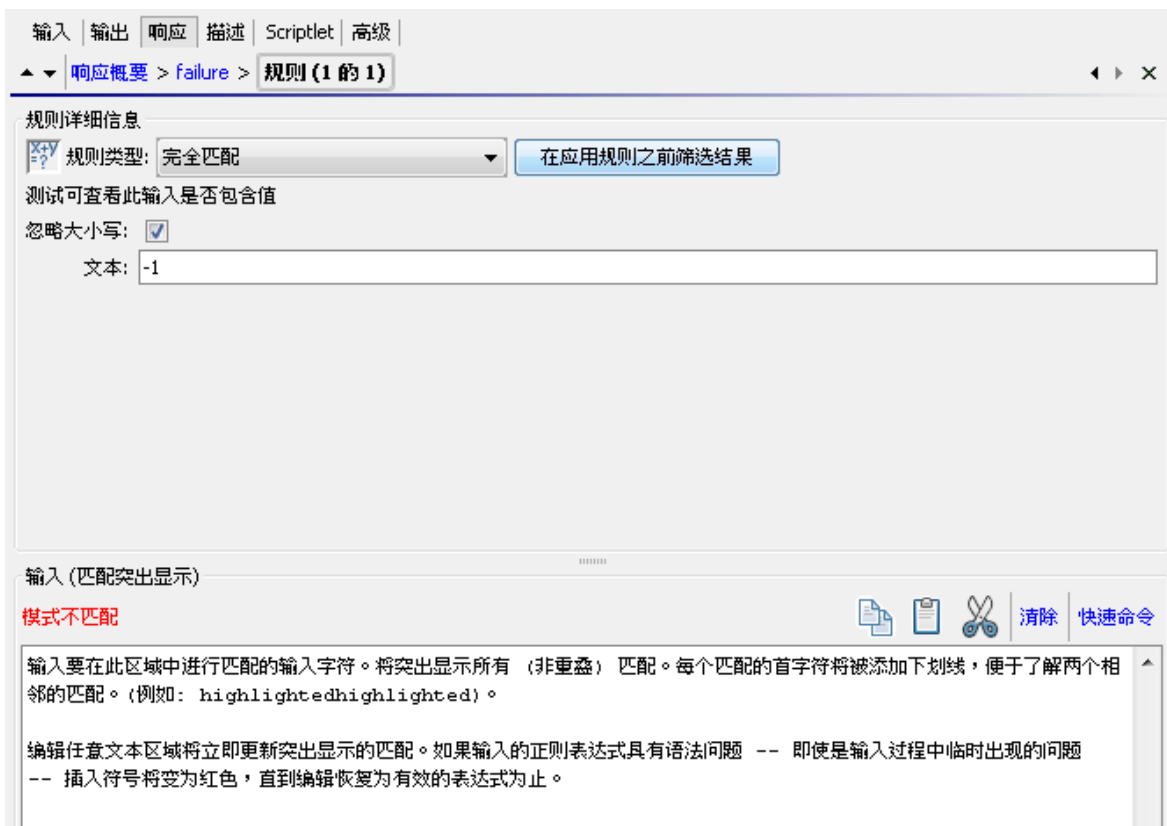 输入 输出 响应 描述 Scriptlet 高级
响应概要 > failure > 规则 (1 的 1)
规则详细信息
X+Y =? 规则类型: 完全匹配 在应用规则之前筛选结果
测试可查看此输入是否包含值
忽略大小写:
文本: -1
输入 (匹配突出显示)
模式不匹配 清除 快速命令
输入要在此区域中进行匹配的输入字符。将突出显示所有 (非重叠) 匹配。每个匹配的首字符将被添加下划线，便于了解两个相
邻的匹配。(例如: highlightedhighlighted)。
编辑任意文本区域将立即更新突出显示的匹配。如果输入的正则表达式具有语法问题 -- 即使是输入过程中临时出现的问题
-- 插入符号将变为红色，直到编辑恢复为有效的表达式为止。